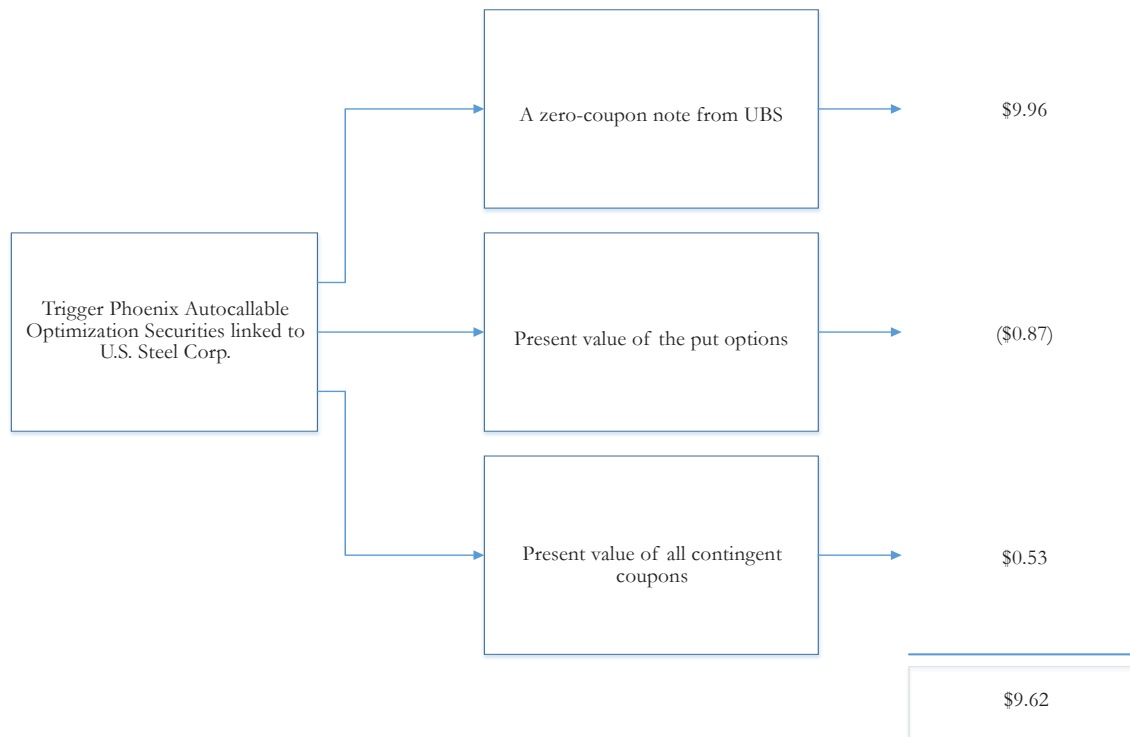 A zero-coupon note from UBS
$9.96
Trigger Phoenix Autocallable
Optimization Securities linked to
U.S. Steel Corp.
Present value of the put options
($0.87)
Present value of all contingent
coupons
$0.53
$9.62